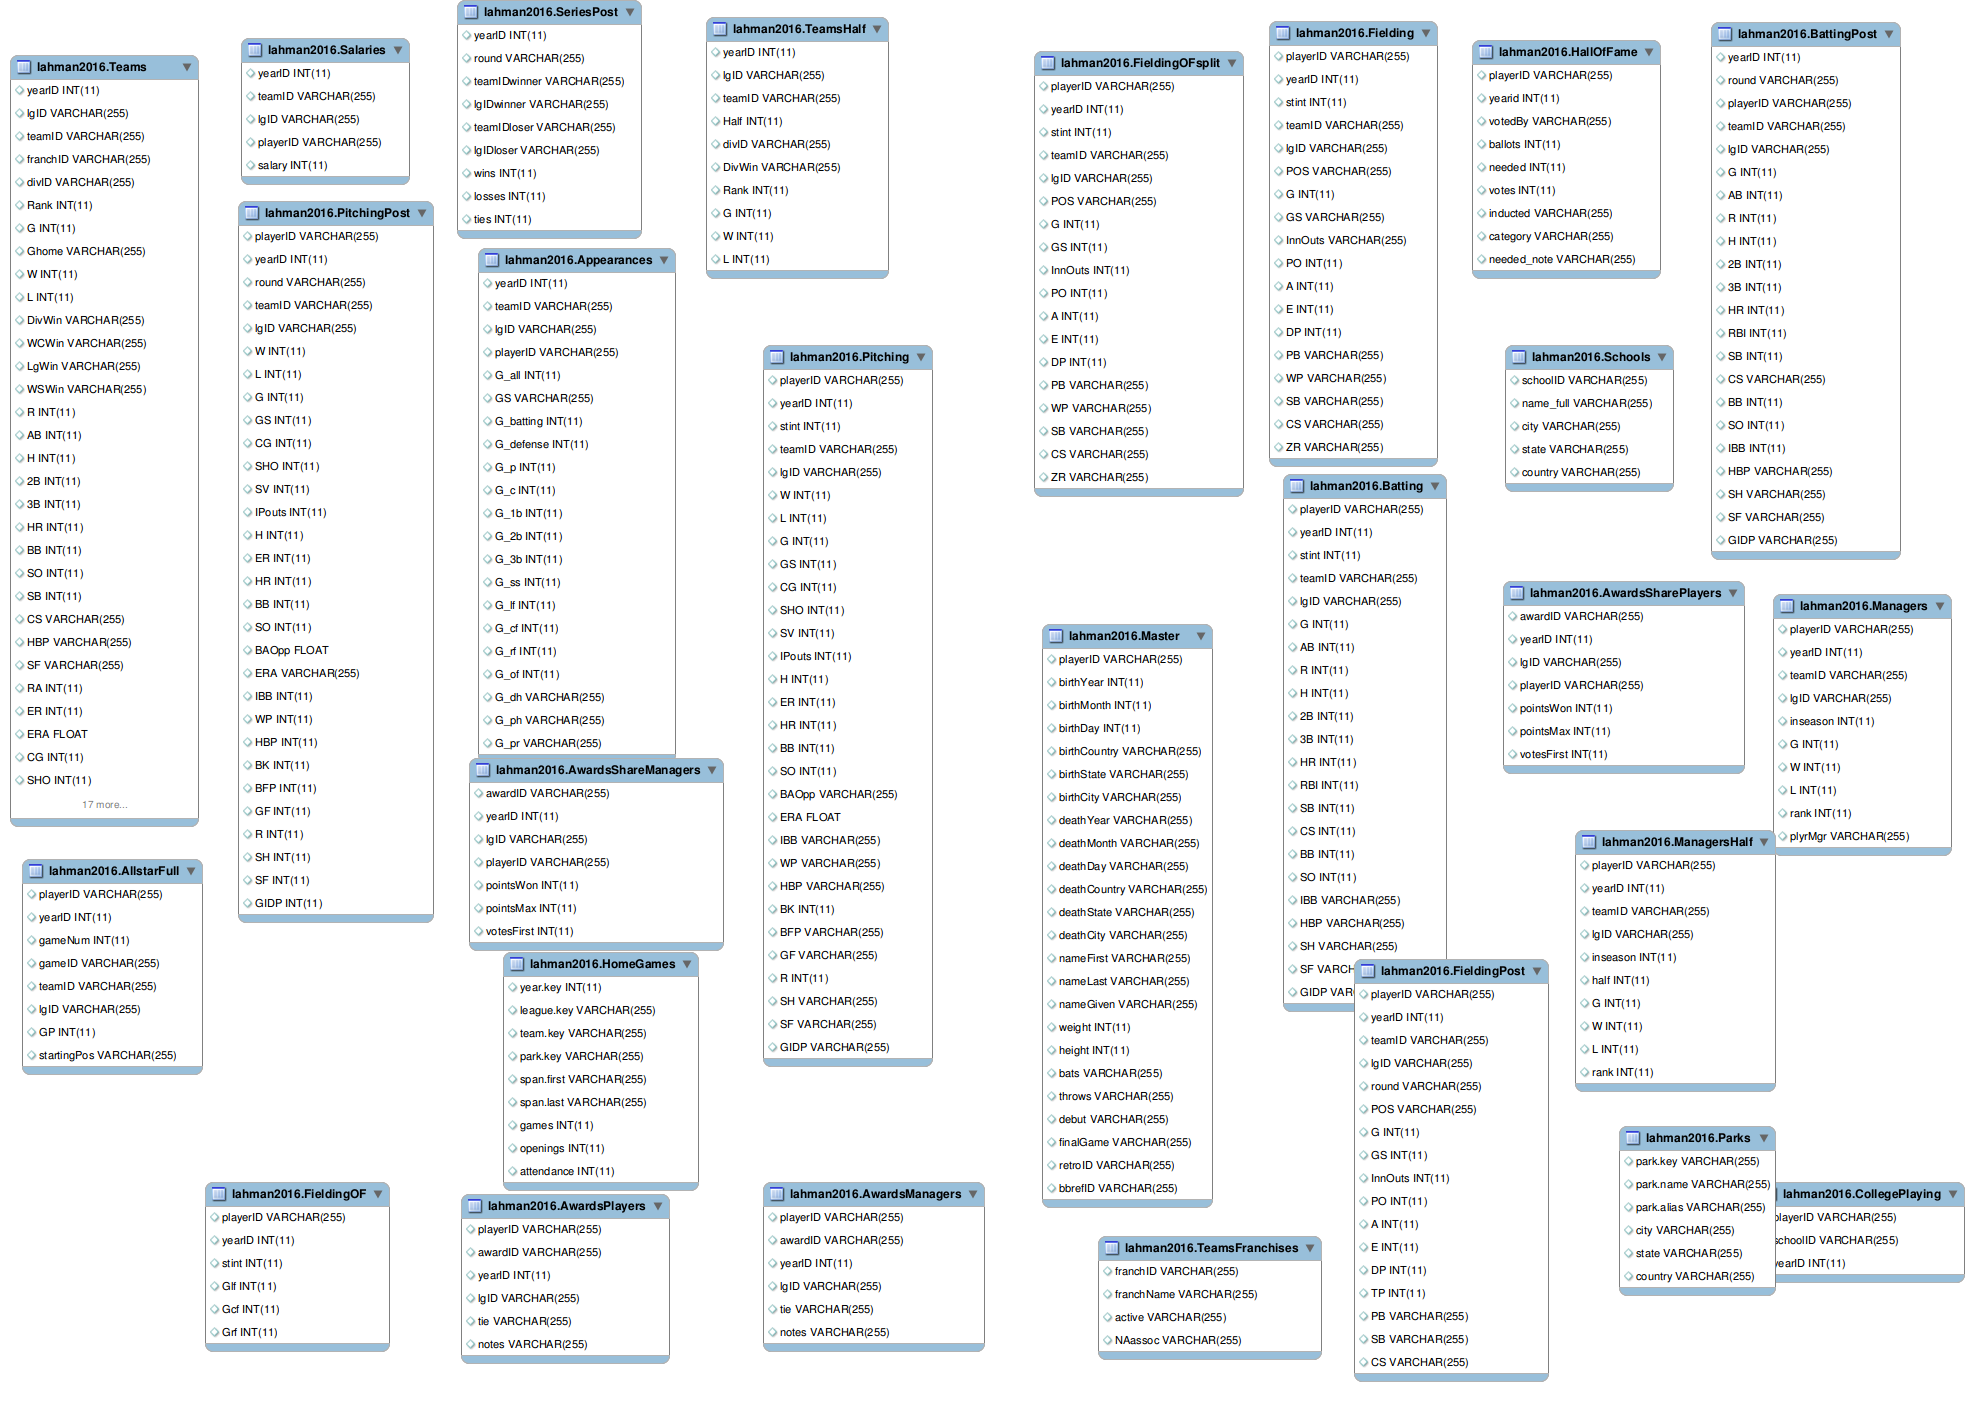 lahman2016.Teams
yearID INT(11)
lgID VARCHAR(255)
teamID VARCHAR(255)
franchID VARCHAR(255)
divID VARCHAR(255)
Rank INT(11)
G INT(11)
Ghome VARCHAR(255)
W INT(11)
L INT(11)
DivWin VARCHAR(255)
WCWin VARCHAR(255)
LgWin VARCHAR(255)
WSWin VARCHAR(255)
R INT(11)
AB INT(11)
H INT(11)
2B INT(11)
3B INT(11)
HR INT(11)
BB INT(11)
SO INT(11)
SB INT(11)
CS VARCHAR(255)
HBP VARCHAR(255)
SF VARCHAR(255)
RA INT(11)
ER INT(11)
ERA FLOAT
CG INT(11)
SHO INT(11)
17 more...
lahman2016.AllstarFull
playerID VARCHAR(255)
yearID INT(11)
gameNum INT(11)
gameID VARCHAR(255)
teamID VARCHAR(255)
lgID VARCHAR(255)
GP INT(11)
startingPos VARCHAR(255)
lahman2016.Salaries
yearID INT(11)
teamID VARCHAR(255)
lgID VARCHAR(255)
playerID VARCHAR(255)
salary INT(11)
lahman2016.PitchingPost
playerID VARCHAR(255)
yearID INT(11)
round VARCHAR(255)
teamID VARCHAR(255)
lgID VARCHAR(255)
W INT(11)
L INT(11)
G INT(11)
GS INT(11)
CG INT(11)
SHO INT(11)
SV INT(11)
IPouts INT(11)
H INT(11)
ER INT(11)
HR INT(11)
BB INT(11)
SO INT(11)
BAOpp FLOAT
ERA VARCHAR(255)
IBB INT(11)
WP INT(11)
HBP INT(11)
BK INT(11)
BFP INT(11)
GF INT(11)
R INT(11)
SH INT(11)
SF INT(11)
GIDP INT(11)
lahman2016.FieldingOF
playerID VARCHAR(255)
yearID INT(11)
stint INT(11)
Glf INT(11)
Gcf INT(11)
Grf INT(11)
lahman2016.SeriesPost
yearID INT(11)
round VARCHAR(255)
teamIDwinner VARCHAR(255)
lgIDwinner VARCHAR(255)
teamIDloser VARCHAR(255)
lgIDloser VARCHAR(255)
wins INT(11)
losses INT(11)
ties INT(11)
lahman2016.Appearances
yearID INT(11)
teamID VARCHAR(255)
lgID VARCHAR(255)
playerID VARCHAR(255)
G_all INT(11)
GS VARCHAR(255)
G_batting INT(11)
G_defense INT(11)
G_p INT(11)
G_c INT(11)
G_1b INT(11)
G_2b INT(11)
G_3b INT(11)
G_ss INT(11)
G_lf INT(11)
G_cf INT(11)
G_rf INT(11)
G_of INT(11)
G_dh VARCHAR(255)
G_ph VARCHAR(255)
G_pr VARCHAR(255)
lahman2016.AwardsShareManagers
awardID VARCHAR(255)
yearID INT(11)
lgID VARCHAR(255)
playerID VARCHAR(255)
pointsWon INT(11)
pointsMax INT(11)
votesFirst INT(11)
lahman2016.HomeGames
year.key INT(11)
league.key VARCHAR(255)
team.key VARCHAR(255)
park.key VARCHAR(255)
span.first VARCHAR(255)
span.last VARCHAR(255)
games INT(11)
openings INT(11)
attendance INT(11)
lahman2016.AwardsPlayers
playerID VARCHAR(255)
awardID VARCHAR(255)
yearID INT(11)
lgID VARCHAR(255)
tie VARCHAR(255)
notes VARCHAR(255)
lahman2016.TeamsHalf
yearID INT(11)
lgID VARCHAR(255)
teamID VARCHAR(255)
Half INT(11)
divID VARCHAR(255)
DivWin VARCHAR(255)
Rank INT(11)
G INT(11)
W INT(11)
L INT(11)
lahman2016.Pitching
playerID VARCHAR(255)
yearID INT(11)
stint INT(11)
teamID VARCHAR(255)
lgID VARCHAR(255)
W INT(11)
L INT(11)
G INT(11)
GS INT(11)
CG INT(11)
SHO INT(11)
SV INT(11)
IPouts INT(11)
H INT(11)
ER INT(11)
HR INT(11)
BB INT(11)
SO INT(11)
BAOpp VARCHAR(255)
ERA FLOAT
IBB VARCHAR(255)
WP VARCHAR(255)
HBP VARCHAR(255)
BK INT(11)
BFP VARCHAR(255)
GF VARCHAR(255)
R INT(11)
SH VARCHAR(255)
SF VARCHAR(255)
GIDP VARCHAR(255)
lahman2016.AwardsManagers
playerID VARCHAR(255)
awardID VARCHAR(255)
yearID INT(11)
lgID VARCHAR(255)
tie VARCHAR(255)
notes VARCHAR(255)
lahman2016.FieldingOFsplit
playerID VARCHAR(255)
yearID INT(11)
stint INT(11)
teamID VARCHAR(255)
lgID VARCHAR(255)
POS VARCHAR(255)
G INT(11)
GS INT(11)
InnOuts INT(11)
PO INT(11)
A INT(11)
E INT(11)
DP INT(11)
PB VARCHAR(255)
WP VARCHAR(255)
SB VARCHAR(255)
CS VARCHAR(255)
ZR VARCHAR(255)
lahman2016.Master
playerID VARCHAR(255)
birthYear INT(11)
birthMonth INT(11)
birthDay INT(11)
birthCountry VARCHAR(255)
birthState VARCHAR(255)
birthCity VARCHAR(255)
deathYear VARCHAR(255)
deathMonth VARCHAR(255)
deathDay VARCHAR(255)
deathCountry VARCHAR(255)
deathState VARCHAR(255)
deathCity VARCHAR(255)
nameFirst VARCHAR(255)
nameLast VARCHAR(255)
nameGiven VARCHAR(255)
weight INT(11)
height INT(11)
bats VARCHAR(255)
throws VARCHAR(255)
debut VARCHAR(255)
finalGame VARCHAR(255)
retroID VARCHAR(255)
bbrefID VARCHAR(255)
lahman2016.TeamsFranchises
franchID VARCHAR(255)
franchName VARCHAR(255)
active VARCHAR(255)
NAassoc VARCHAR(255)
lahman2016.Fielding
playerID VARCHAR(255)
yearID INT(11)
stint INT(11)
teamID VARCHAR(255)
lgID VARCHAR(255)
POS VARCHAR(255)
G INT(11)
GS VARCHAR(255)
InnOuts VARCHAR(255)
PO INT(11)
A INT(11)
E INT(11)
DP INT(11)
PB VARCHAR(255)
WP VARCHAR(255)
SB VARCHAR(255)
CS VARCHAR(255)
ZR VARCHAR(255)
lahman2016.Batting
playerID VARCHAR(255)
yearID INT(11)
stint INT(11)
teamID VARCHAR(255)
lgID VARCHAR(255)
G INT(11)
AB INT(11)
R INT(11)
H INT(11)
2B INT(11)
3B INT(11)
HR INT(11)
RBI INT(11)
SB INT(11)
CS INT(11)
BB INT(11)
SO INT(11)
IBB VARCHAR(255)
HBP VARCHAR(255)
SH VARCHAR(255)
SF VARCH
GIDP VAR
lahman2016.FieldingPost
playerID VARCHAR(255)
yearID INT(11)
teamID VARCHAR(255)
lgID VARCHAR(255)
round VARCHAR(255)
POS VARCHAR(255)
G INT(11)
GS INT(11)
InnOuts INT(11)
PO INT(11)
A INT(11)
E INT(11)
DP INT(11)
TP INT(11)
PB VARCHAR(255)
SB VARCHAR(255)
CS VARCHAR(255)
lahman2016.HallOfFame
playerID VARCHAR(255)
yearid INT(11)
votedBy VARCHAR(255)
ballots INT(11)
needed INT(11)
votes INT(11)
inducted VARCHAR(255)
category VARCHAR(255)
needed_note VARCHAR(255)
lahman2016.Schools
schoolID VARCHAR(255)
name_full VARCHAR(255)
city VARCHAR(255)
state VARCHAR(255)
country VARCHAR(255)
lahman2016.AwardsSharePlayers
awardID VARCHAR(255)
yearID INT(11)
lgID VARCHAR(255)
playerID VARCHAR(255)
pointsWon INT(11)
pointsMax INT(11)
votesFirst INT(11)
lahman2016.ManagersHalf
playerID VARCHAR(255)
yearID INT(11)
teamID VARCHAR(255)
lgID VARCHAR(255)
inseason INT(11)
half INT(11)
G INT(11)
W INT(11)
L INT(11)
rank INT(11)
lahman2016.Parks
park.key VARCHAR(255)
park.name VARCHAR(255)
park.alias VARCHAR(255)
city VARCHAR(255)
state VARCHAR(255)
country VARCHAR(255)
lahman2016.BattingPost
yearID INT(11)
round VARCHAR(255)
playerID VARCHAR(255)
teamID VARCHAR(255)
lgID VARCHAR(255)
G INT(11)
AB INT(11)
R INT(11)
H INT(11)
2B INT(11)
3B INT(11)
HR INT(11)
RBI INT(11)
SB INT(11)
CS VARCHAR(255)
BB INT(11)
SO INT(11)
IBB INT(11)
HBP VARCHAR(255)
SH VARCHAR(255)
SF VARCHAR(255)
GIDP VARCHAR(255)
lahman2016.Managers
playerID VARCHAR(255)
yearID INT(11)
teamID VARCHAR(255)
lgID VARCHAR(255)
inseason INT(11)
G INT(11)
W INT(11)
L INT(11)
rank INT(11)
plyrMgr VARCHAR(255)
lahman2016.CollegePlaying
playerID VARCHAR(255)
schoolID VARCHAR(255)
yearID INT(11)